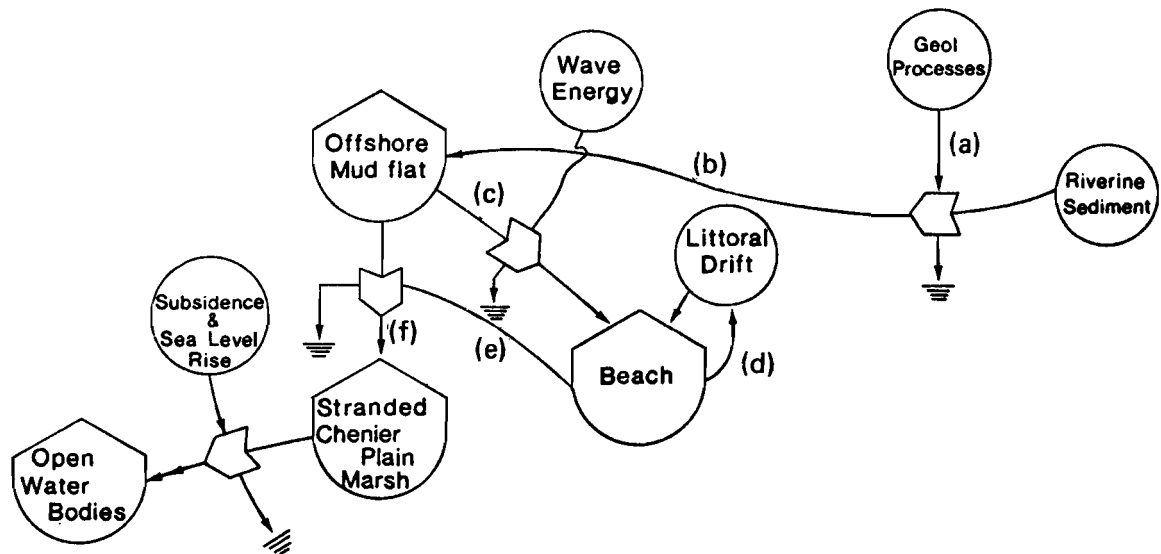 Geol
Processes
Wave
Energy
(a)
Offshore
Mud flat
(b)
Riverine
Sediment
(c)
Littoral
Drift
Subsidence
&
Sea Level
Rise
(f)
(e)
Beach
(d)
Stranded
Chenier
Plain
Marsh
Open
Water
Bodies